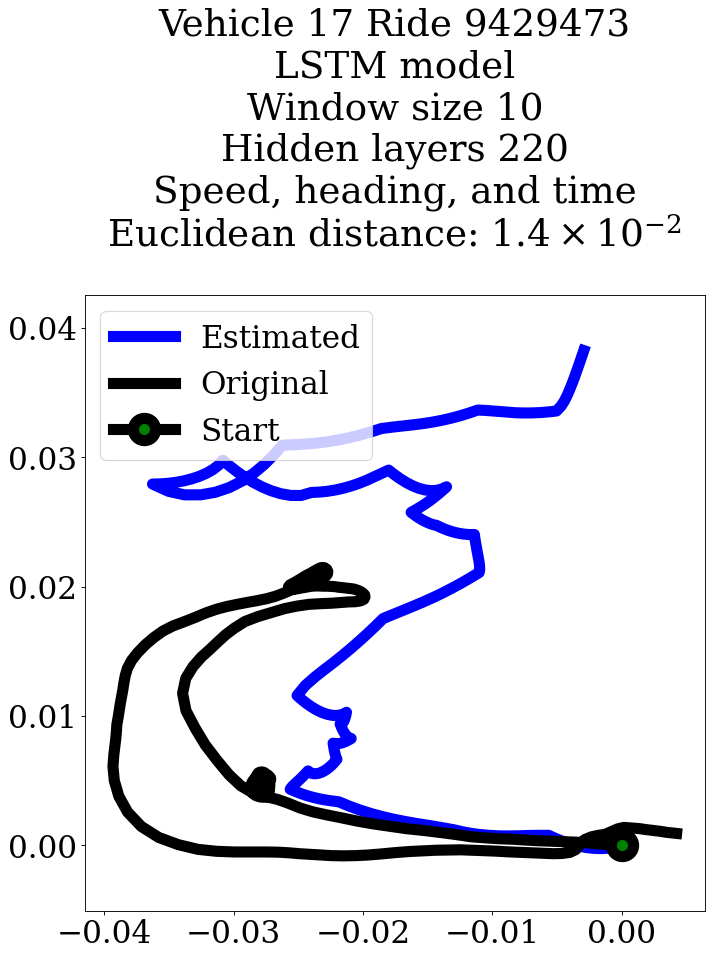 Vehicle 17 Ride 9429473
LSTM model
Window size 10
Hidden layers 220
Speed, heading, and time
Euclidean distance: 1.4 × 10⁻²
Estimated
Original
Start
0.04
0.03
0.02
0.01
0.00
−0.04 −0.03 −0.02 −0.01 0.00